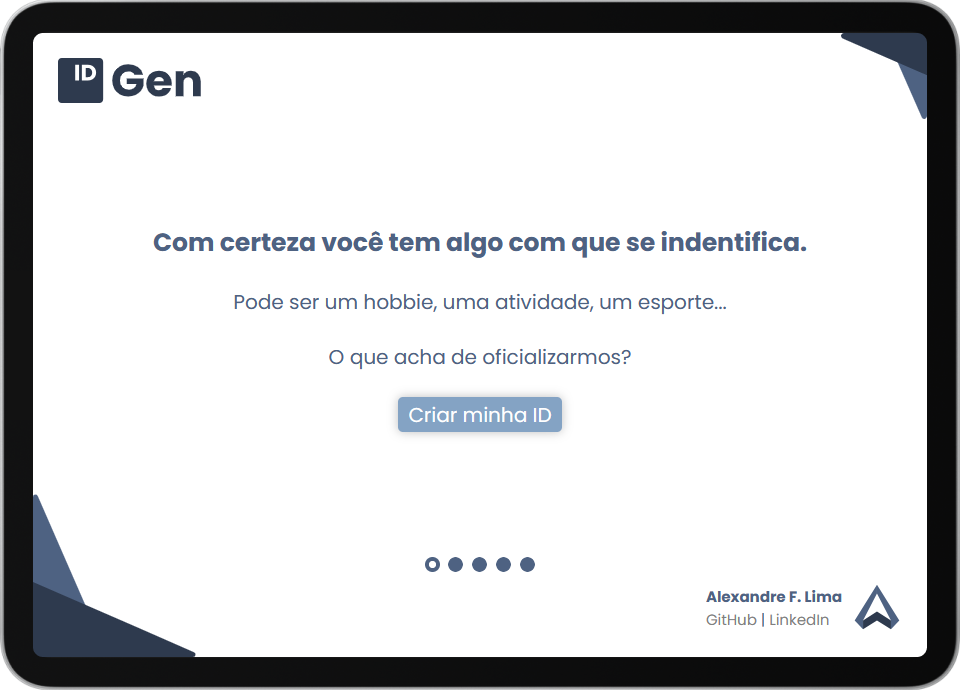 ID Gen
Com certeza você tem algo com que se indentifica.
Pode ser um hobbie, uma atividade, um esporte...
O que acha de oficializarmos?
Criar minha ID
Alexandre F. Lima
GitHub | LinkedIn